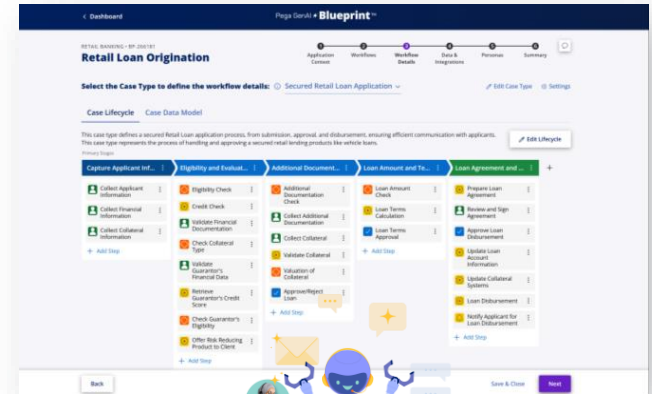 < Dashboard
Pega GenAI ✦ Blueprint™
RETAIL BANKING
Retail Loan Origination
Application Context
Workflows
Workflow Details
Data & Integrations
Personas
Summary
Select the Case Type to define the workflow details:
Secured Retail Loan Application
Edit Case Type
Settings
Case Lifecycle
Case Data Model
This case type defines a secured Retail loan application process, from submission, approval, and disbursement, ensuring efficient communication with applicants.
This case type represents the process of handling and approving a secured retail lending products like vehicle loans.
Edit Lifecycle
Primary Stages
Capture Applicant Inf...
Eligibility and Evaluat...
Additional Document...
Loan Amount and Te...
Loan Agreement and ...
+
Collect Applicant
Information
Collect Financial
Information
Collect Collateral
Information
+ Add Step
Eligibility Check
Credit Check
Validate Financial
Documentation
Check Collateral
Type
Validate
Guarantor's
Financial Data
Retrieve
Guarantor's Credit
Score
Check Guarantor's
Eligibility
Offer Risk Reducing
Product to Client
+ Add Step
Additional
Documentation
Check
Collect Additional
Documentation
Collect Collateral
Validate Collateral
Valuation of
Collateral
Approve/Reject
Loan
+ Add Step
Loan Amount
Check
Loan Terms
Calculation
Loan Terms
Approval
+ Add Step
Prepare Loan
Agreement
Review and Sign
Agreement
Approve Loan
Disbursement
Update Loan
Account
Information
Update Collateral
Systems
Loan Disbursement
Notify Applicant for
Loan Disbursement
+ Add Step
Back
Save & Close
Next